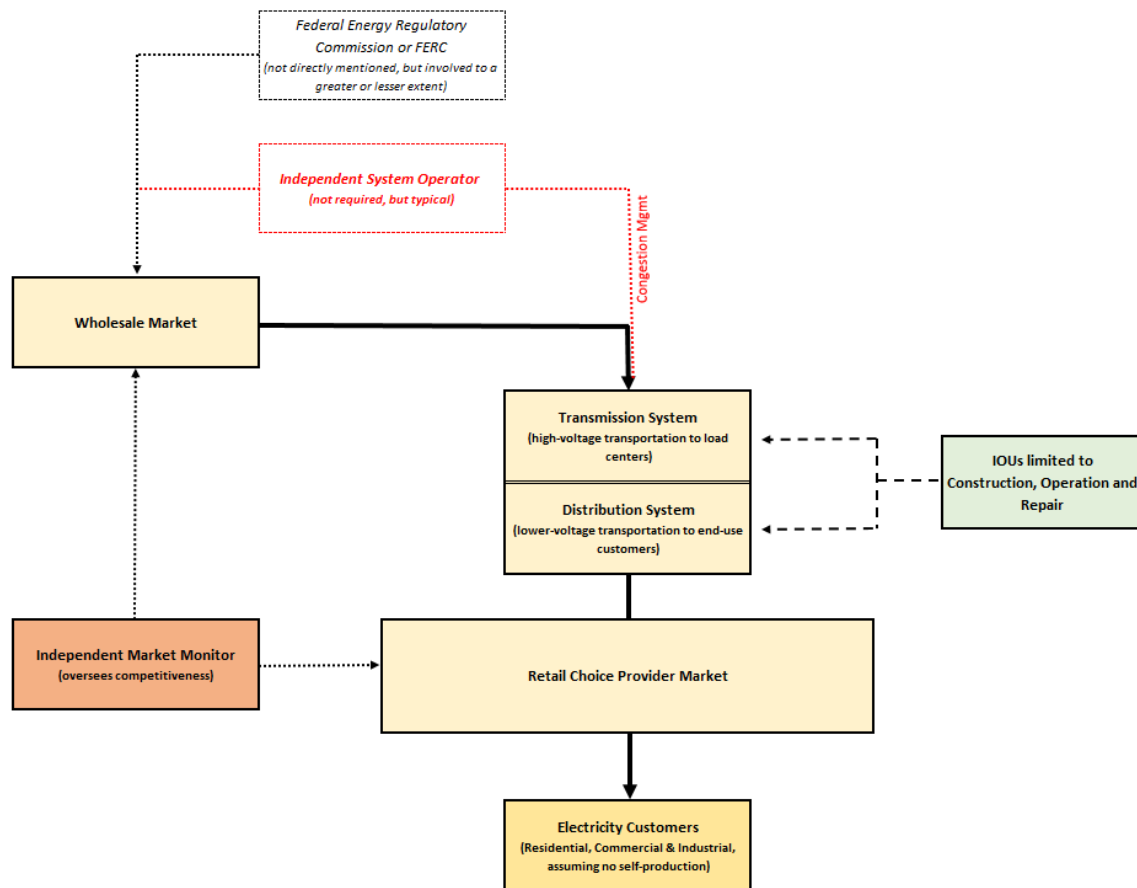 Federal Energy Regulatory
Commission or FERC
(not directly mentioned, but involved to a
greater or lesser extent)
Independent System Operator
(not required, but typical)
Congestion Mgmt
Wholesale Market
Transmission System
(high-voltage transportation to load
centers)
IOUs limited to
Construction, Operation and
Repair
Distribution System
(lower-voltage transportation to end-use
customers)
Independent Market Monitor
(oversees competitiveness)
Retail Choice Provider Market
Electricity Customers
(Residential, Commercial & Industrial,
assuming no self-production)